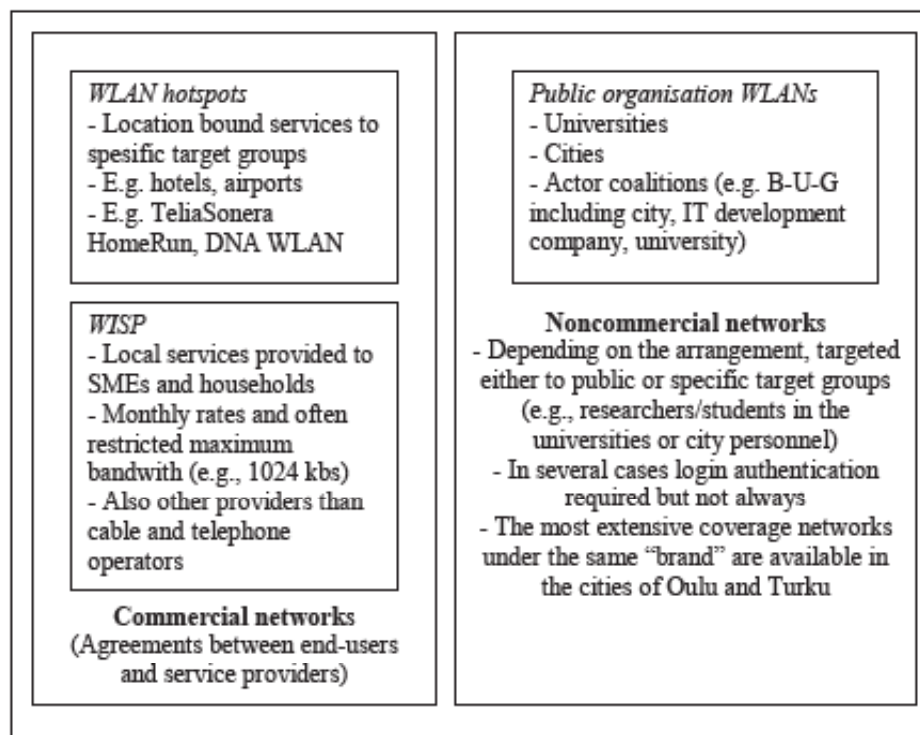 WLAN hotspots
- Location bound services to
spesific target groups
- E.g. hotels, airports
- E.g. TeliaSonera
HomeRun, DNA WLAN
WISP
- Local services provided to
SMEs and households
- Monthly rates and often
restricted maximum
bandwith (e.g., 1024 kbs)
- Also other providers than
cable and telephone
operators
Commercial networks
(Agreements between end-users
and service providers)
Public organisation WLANs
- Universities
- Cities
- Actor coalitions (e.g. B-U-G
including city, IT development
company, university)
Noncommercial networks
- Depending on the arrangement, targeted
either to public or specific target groups
(e.g., researchers/students in the
universities or city personnel)
- In several cases login authentication
required but not always
- The most extensive coverage networks
under the same “brand” are available in
the cities of Oulu and Turku